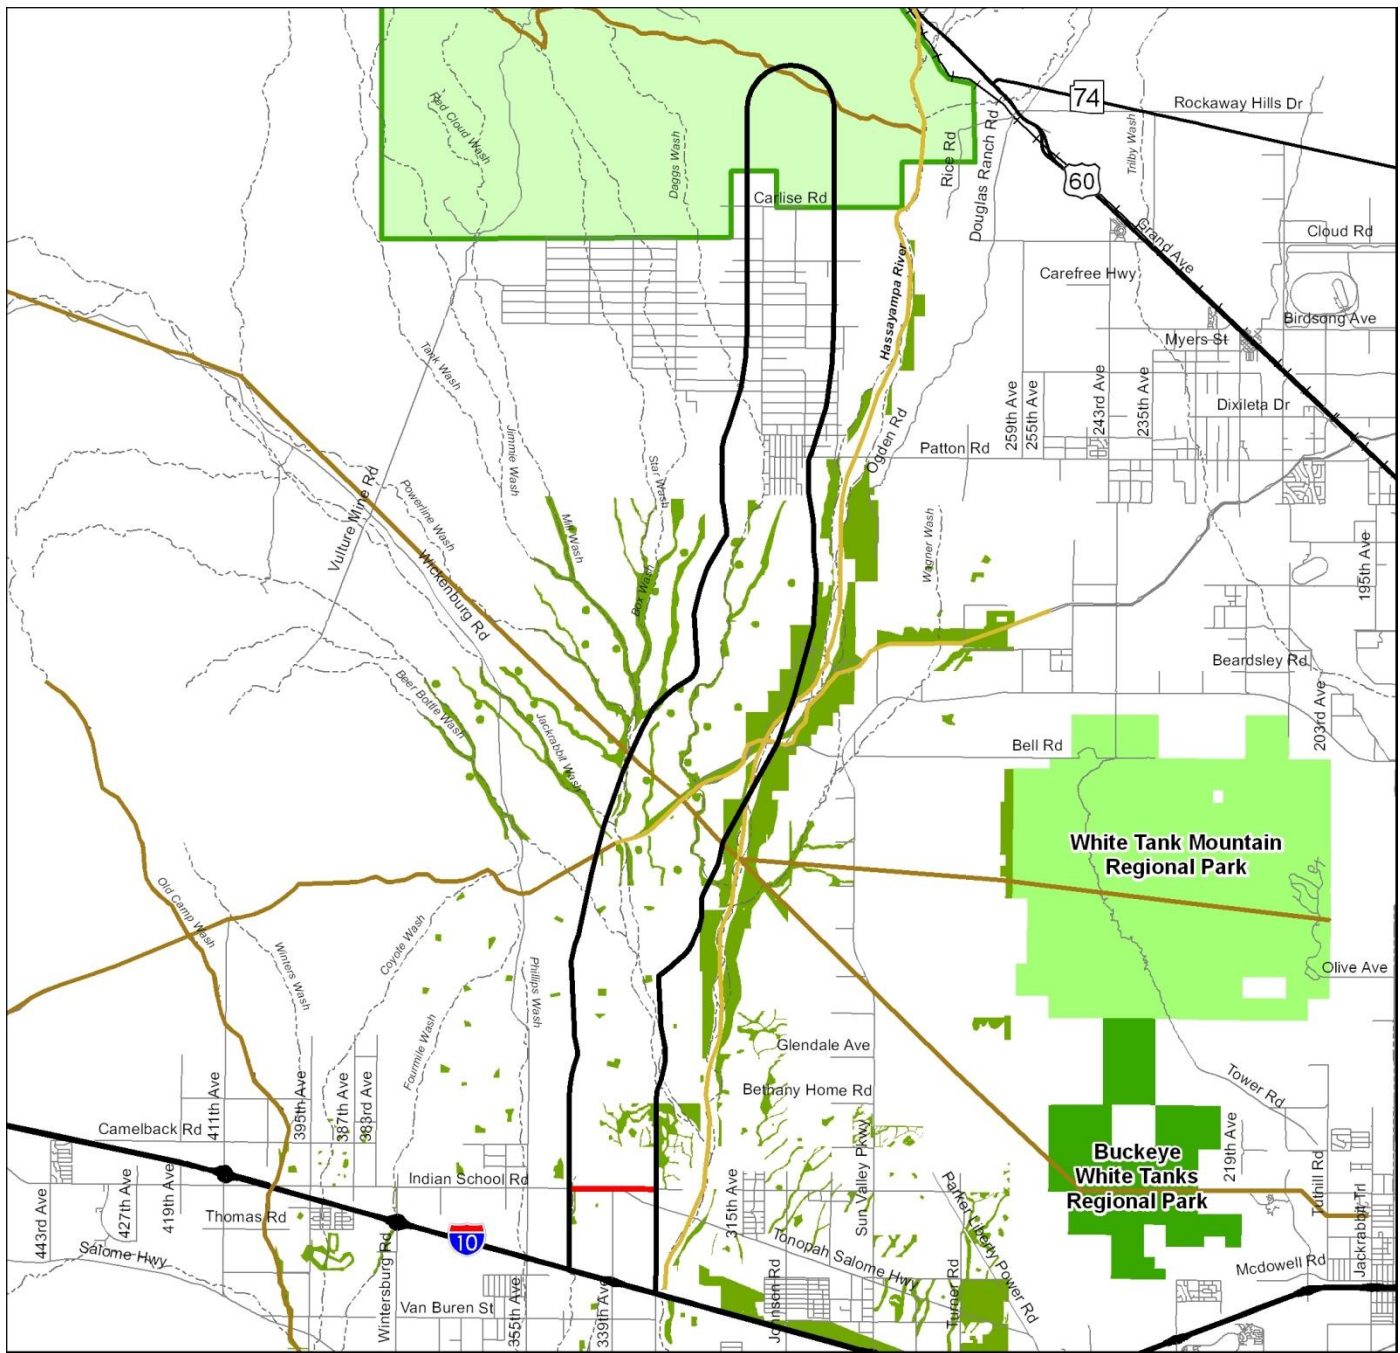 74
Rockaway Hills Dr
Red Cloud Wash
Daggs Wash
Rice Rd
Douglas Ranch Rd
Trilby Wash
60
Carlise Rd
Grand Ave
Cloud Rd
Carefree Hwy
Hassayampa River
Birdsong Ave
Myers St
Tank Wash
259th Ave
255th Ave
243rd Ave
235th Ave
Dixileta Dr
Jimmie Wash
Ogden Rd
Patton Rd
Star Wash
Vulture Mine Rd
Powerline Wash
Mill Wash
Wagner Wash
195th Ave
Wickenburg Rd
Box Wash
Beardsley Rd
Beer Bottle Wash
Jackrabbit Wash
203rd Ave
Bell Rd
White Tank Mountain
Regional Park
Old Camp Wash
Winters Wash
Coyote Wash
Phillips Wash
Olive Ave
Fourmile Wash
Glendale Ave
Bethany Home Rd
Tower Rd
411th Ave
395th Ave
387th Ave
383rd Ave
Camelback Rd
Sun Valley Pkwy
219th Ave
Buckeye
White Tanks
Regional Park
Indian School Rd
443rd Ave
427th Ave
419th Ave
315th Ave
Parker Liberty Power Rd
Tuthill Rd
Jackrabbit Trl
Thomas Rd
10
Salome Hwy
Wintersburg Rd
Tonopah Salome Hwy
Mcdowell Rd
Van Buren St
355th Ave
339th Ave
Johnson Rd
Turner Rd